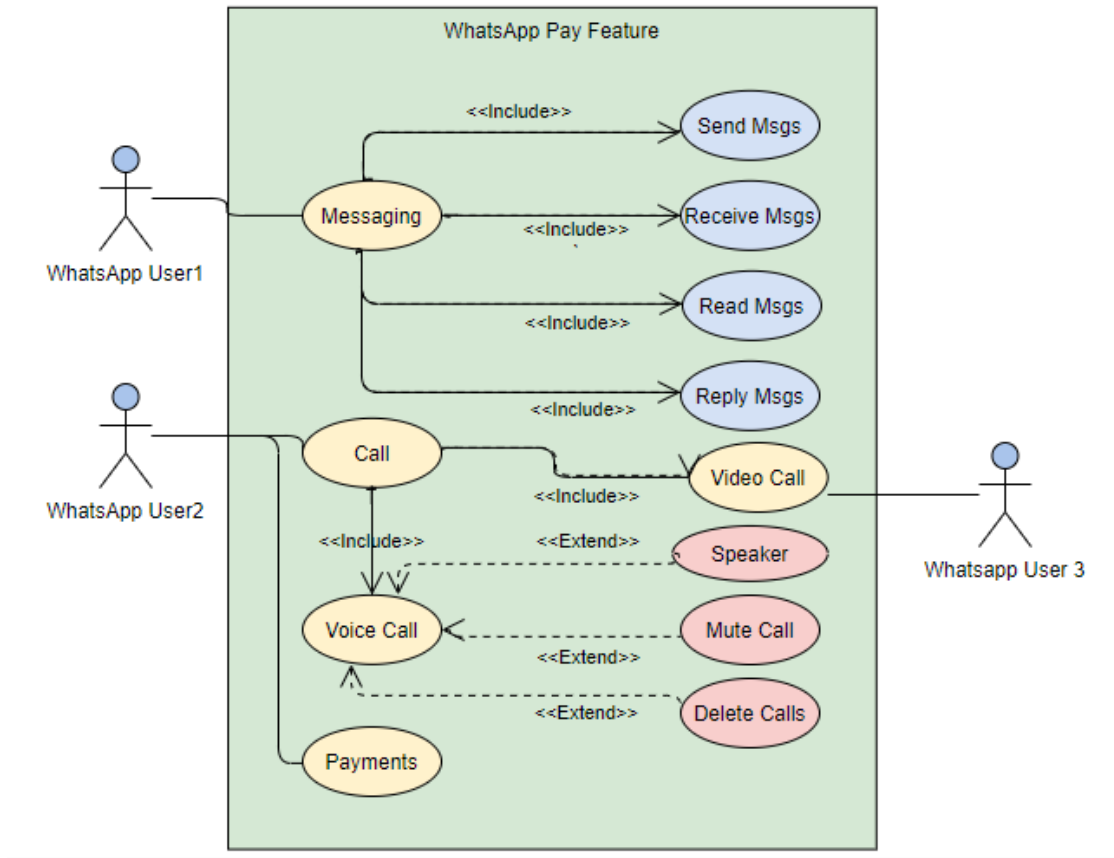 WhatsApp Pay Feature
<<Include>>
Send Msgs
WhatsApp User1
Messaging
Receive Msgs
<<Include>>
`
Read Msgs
<<Include>>
Reply Msgs
<<Include>>
WhatsApp User2
Call
Video Call
<<Include>>
Whatsapp User 3
<<Include>>
<<Extend>>
Speaker
Voice Call
Mute Call
<<Extend>>
Delete Calls
<<Extend>>
Payments